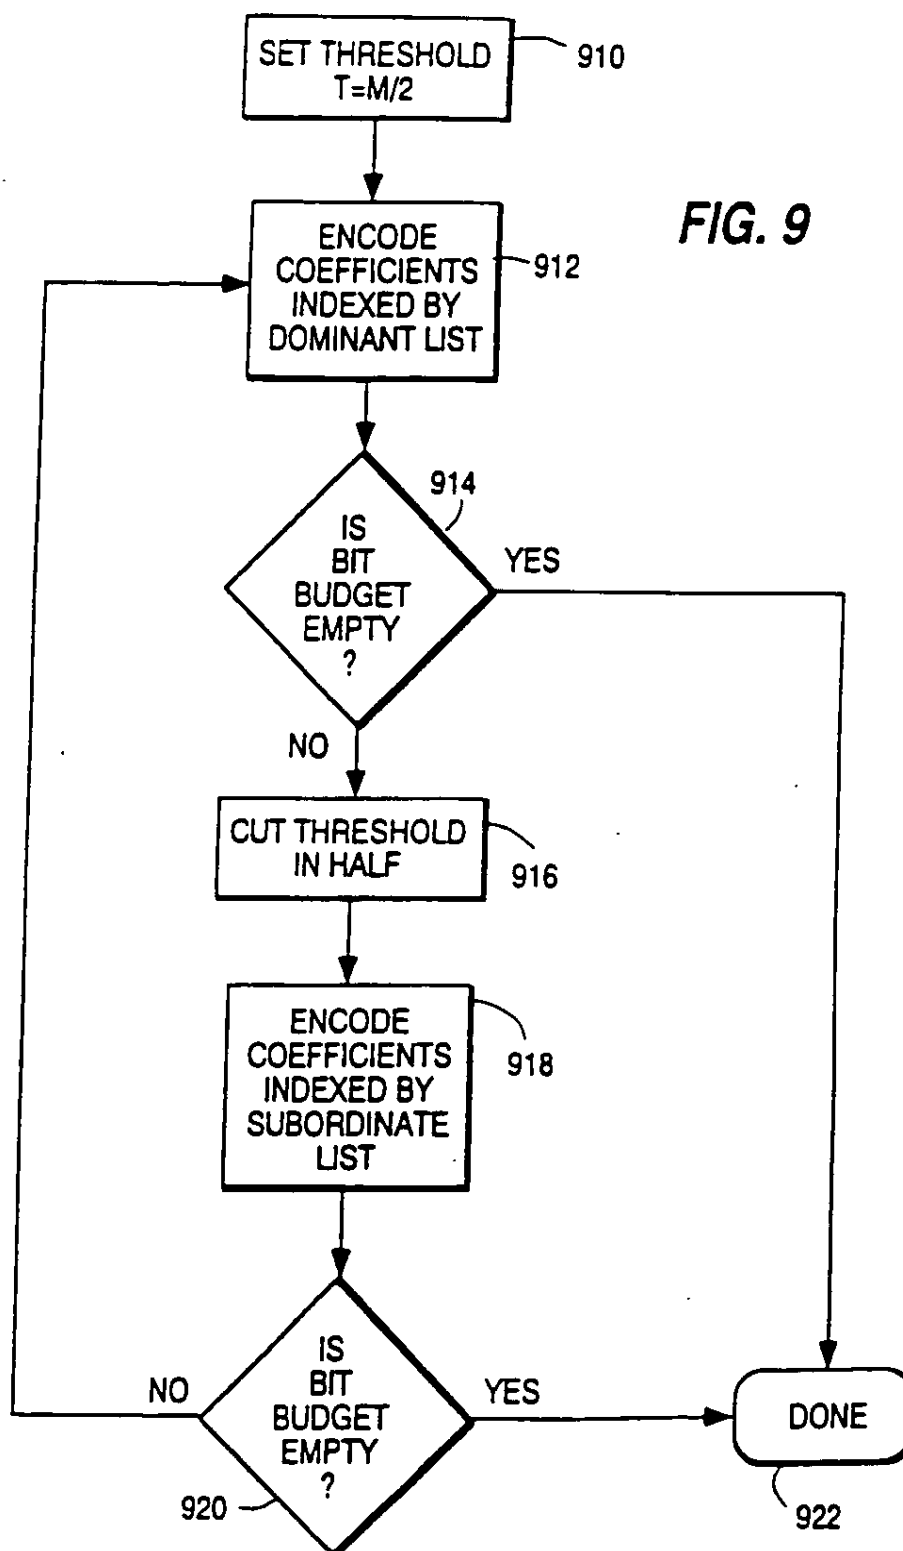 SET THRESHOLD
T=M/2
910
FIG. 9
ENCODE
COEFFICIENTS
INDEXED BY
DOMINANT LIST
912
914
IS
BIT
BUDGET
EMPTY
?
YES
NO
CUT THRESHOLD
IN HALF
916
ENCODE
COEFFICIENTS
INDEXED BY
SUBORDINATE
LIST
918
IS
BIT
BUDGET
EMPTY
?
NO
YES
DONE
920
922